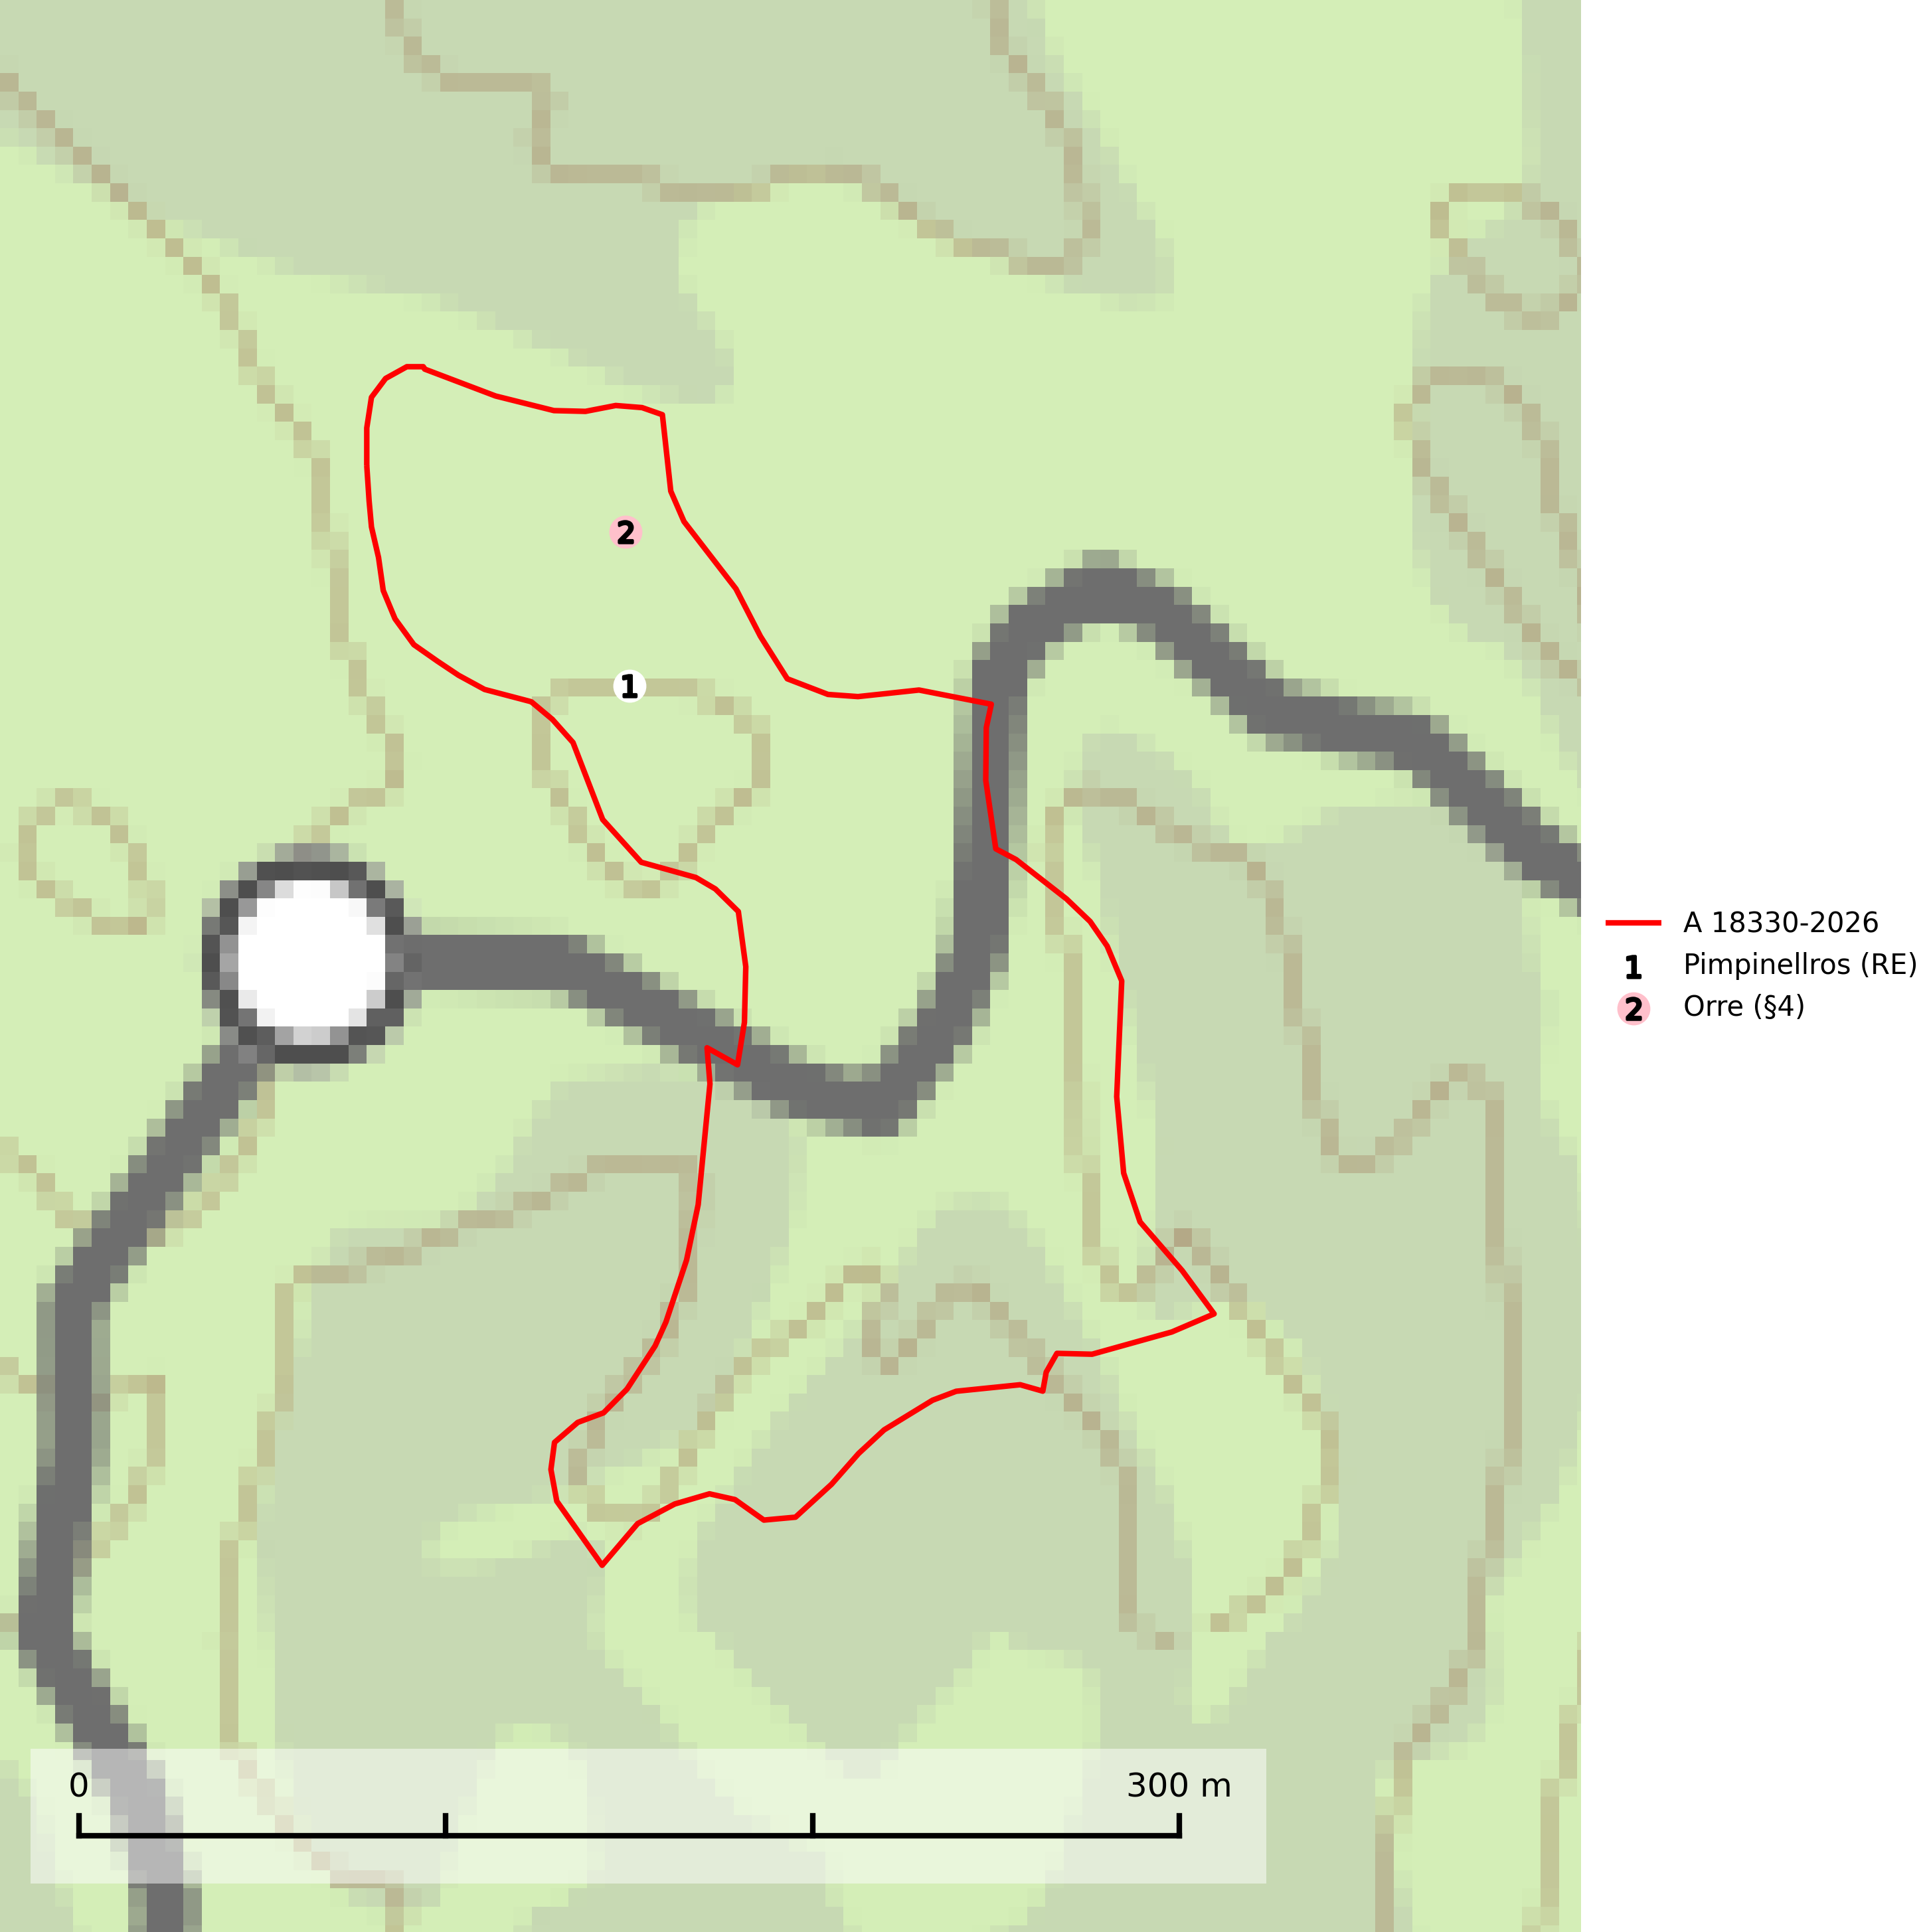 2
1
A 18330-2026
1 Pimpinellros (RE)
2 Orre (§4)
0 300 m